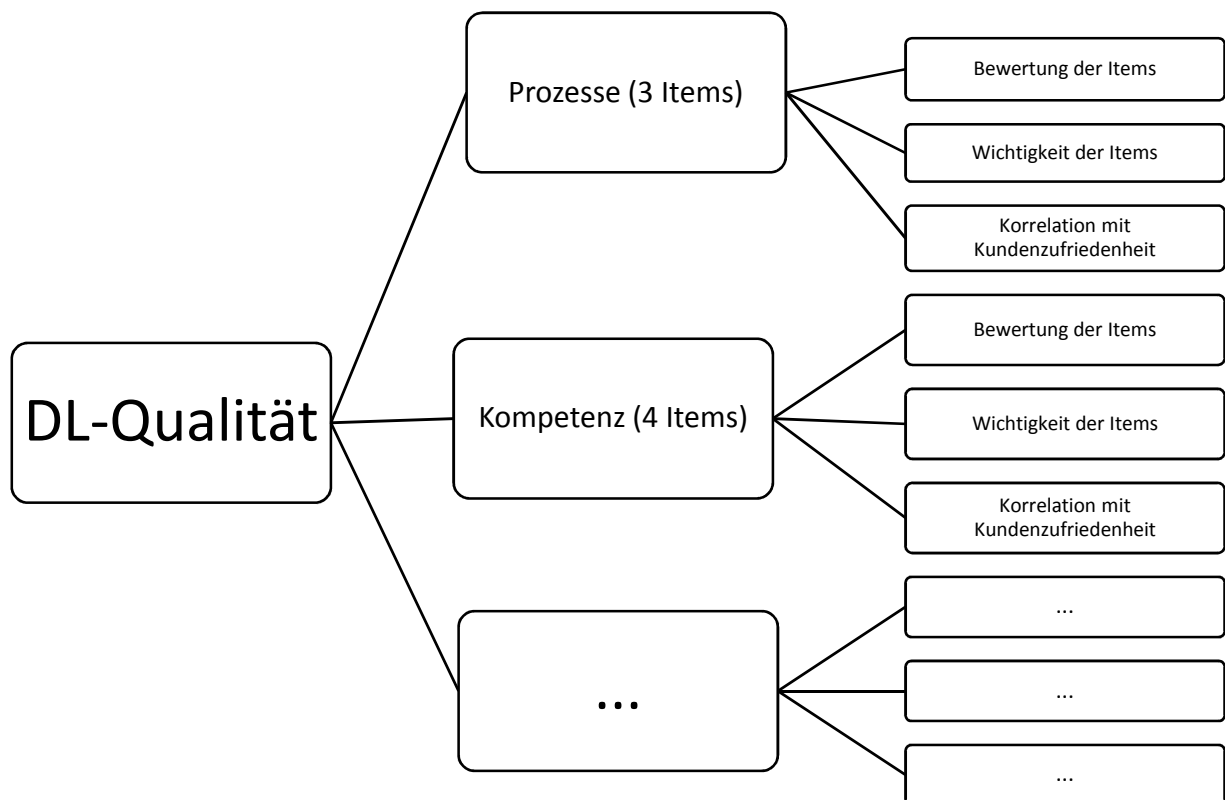 DL-Qualität
Prozesse (3 Items)
Bewertung der Items
Wichtigkeit der Items
Korrelation mit
Kundenzufriedenheit
Kompetenz (4 Items)
Bewertung der Items
Wichtigkeit der Items
Korrelation mit
Kundenzufriedenheit
...
...
...
...